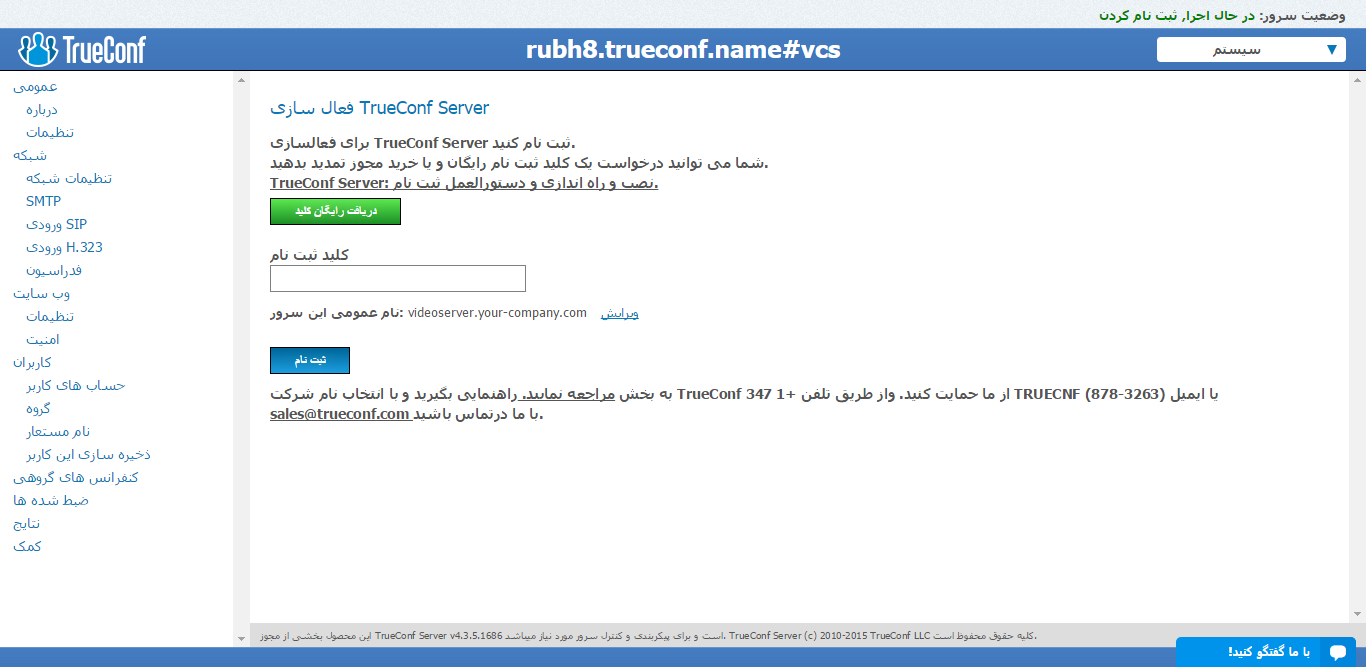 وضعیت سرور: در حال اجرا, ثبت نام کردن
TrueConf
rubh8.trueconf.name#vcs
سیستم
عمومی
درباره
تنظیمات
شبکه
تنظیمات شبکه
SMTP
ورودی SIP
ورودی H.323
فدراسیون
وب سایت
تنظیمات
امنیت
کاربران
حساب های کاربر
گروه
نام مستعار
ذخیره سازی این کاربر
کنفرانس های گروهی
ضبط شده ها
نتایج
کمک
فعال سازی TrueConf Server
برای فعالسازی TrueConf Server ثبت نام کنید.
شما می توانید درخواست یک کلید ثبت نام رایگان و یا خرید مجوز تمدید بدهید.
TrueConf Server: نصب و راه اندازی و دستورالعمل ثبت نام.
دریافت رایگان کلید
کلید ثبت نام
نام عمومی این سرور: videoserver.your-company.com ویرایش
ثبت نام
به بخش مراجعه نمایید. راهنمایی بگیرید و با انتخاب نام شرکت TrueConf از ما حمایت کنید. واز طریق تلفن +1 347 TRUECNF (878-3263) یا ایمیل
sales@trueconf.com با ما درتماس باشید.
این محصول بخشی از مجوز TrueConf Server v4.3.5.1686 است و برای پیکربندی و کنترل سرور مورد نیاز میباشد. TrueConf Server (c) 2010-2015 TrueConf LLC کلیه حقوق محفوظ است.
با ما گفتگو کنید!